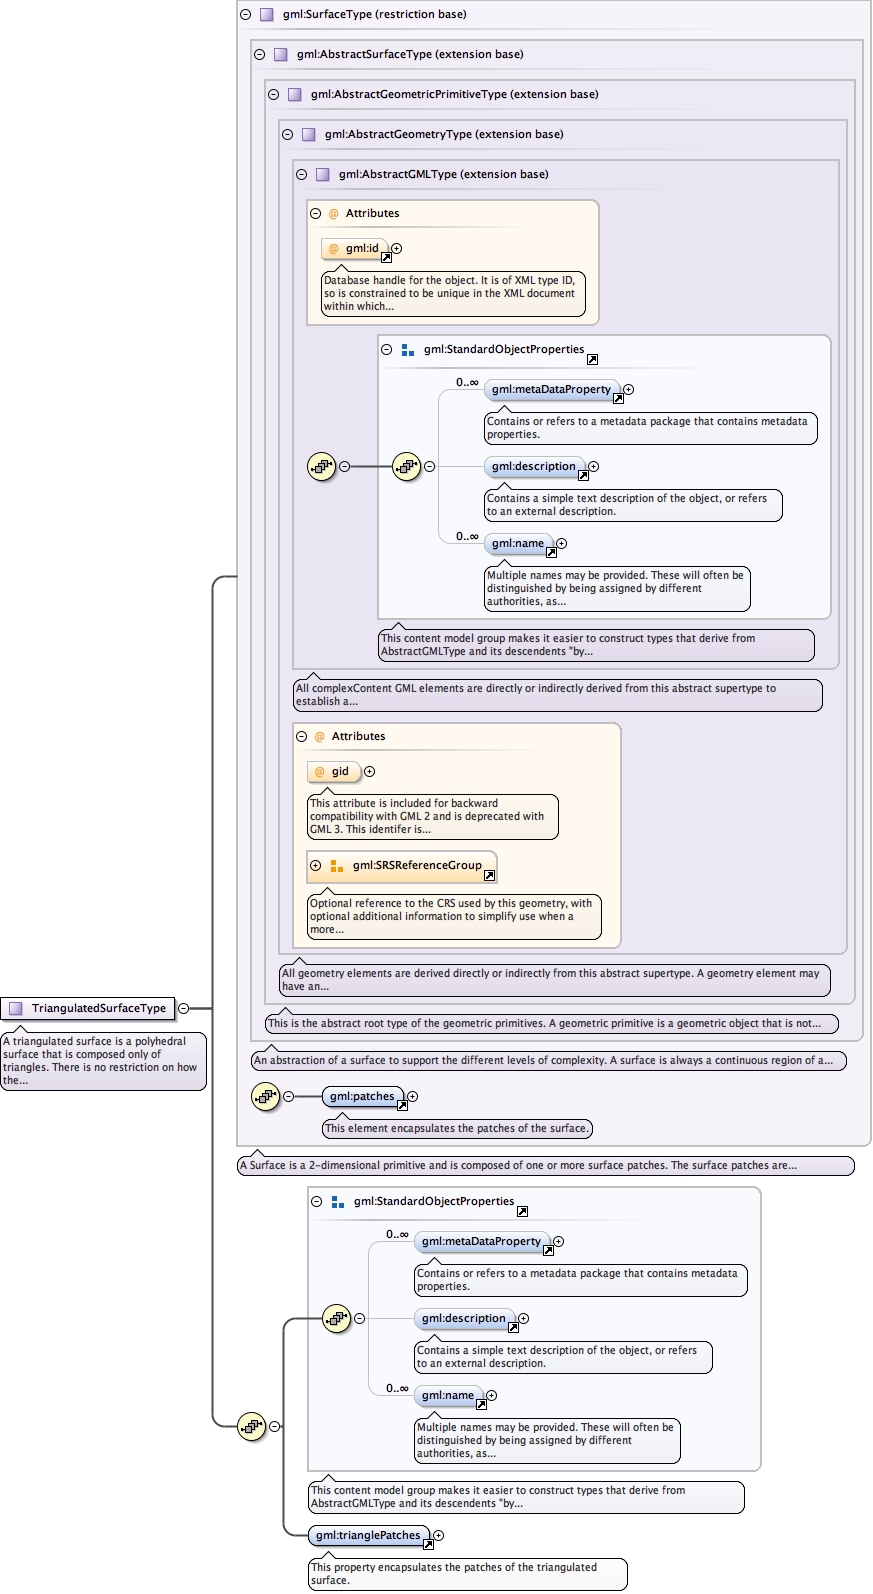 gml:SurfaceType (restriction base)
gml:AbstractSurfaceType (extension base)
gml:AbstractGeometricPrimitiveType (extension base)
gml:AbstractGeometryType (extension base)
gml:AbstractGMLType (extension base)
@ Attributes
@ gml:id
Database handle for the object. It is of XML type ID,
so is constrained to be unique in the XML document
within which...
gml:StandardObjectProperties
0..∞
gml:metaDataProperty
Contains or refers to a metadata package that contains metadata
properties.
gml:description
Contains a simple text description of the object, or refers
to an external description.
0..∞
gml:name
Multiple names may be provided. These will often be
distinguished by being assigned by different
authorities, as...
This content model group makes it easier to construct types that derive from
AbstractGMLType and its descendents "by...
All complexContent GML elements are directly or indirectly derived from this abstract supertype to
establish a...
@ Attributes
@ gid
This attribute is included for backward
compatibility with GML 2 and is deprecated with
GML 3. This identifer is...
gml:SRSReferenceGroup
Optional reference to the CRS used by this geometry, with
optional additional information to simplify use when a
more...
All geometry elements are derived directly or indirectly from this abstract supertype. A geometry element may
have an...
TriangulatedSurfaceType
A triangulated surface is a polyhedral
surface that is composed only of
triangles. There is no restriction on how
the...
This is the abstract root type of the geometric primitives. A geometric primitive is a geometric object that is not...
An abstraction of a surface to support the different levels of complexity. A surface is always a continuous region of a...
gml:patches
This element encapsulates the patches of the surface.
A Surface is a 2-dimensional primitive and is composed of one or more surface patches. The surface patches are...
gml:StandardObjectProperties
0..∞
gml:metaDataProperty
Contains or refers to a metadata package that contains metadata
properties.
gml:description
Contains a simple text description of the object, or refers
to an external description.
0..∞
gml:name
Multiple names may be provided. These will often be
distinguished by being assigned by different
authorities, as...
This content model group makes it easier to construct types that derive from
AbstractGMLType and its descendents "by...
gml:trianglePatches
This property encapsulates the patches of the triangulated
surface.